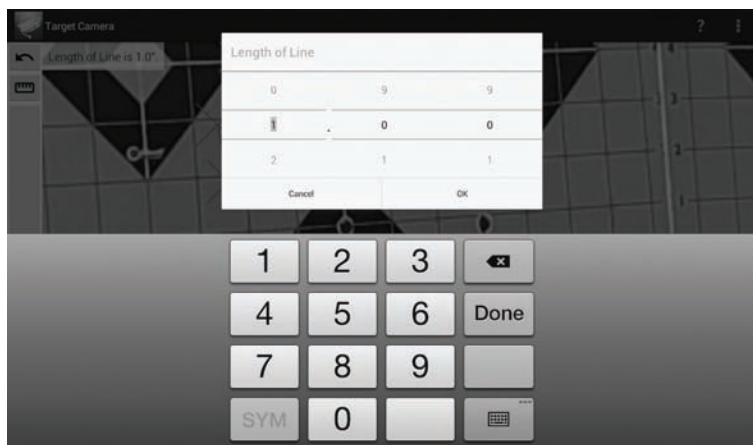 Target Camera ?
Length of Line is 1.0".
Length of Line
0 9 9
1 . 0 0
2 1 1
Cancel OK
1 2 3
4 5 6 Done
7 8 9
SYM 0
4
3
2
1